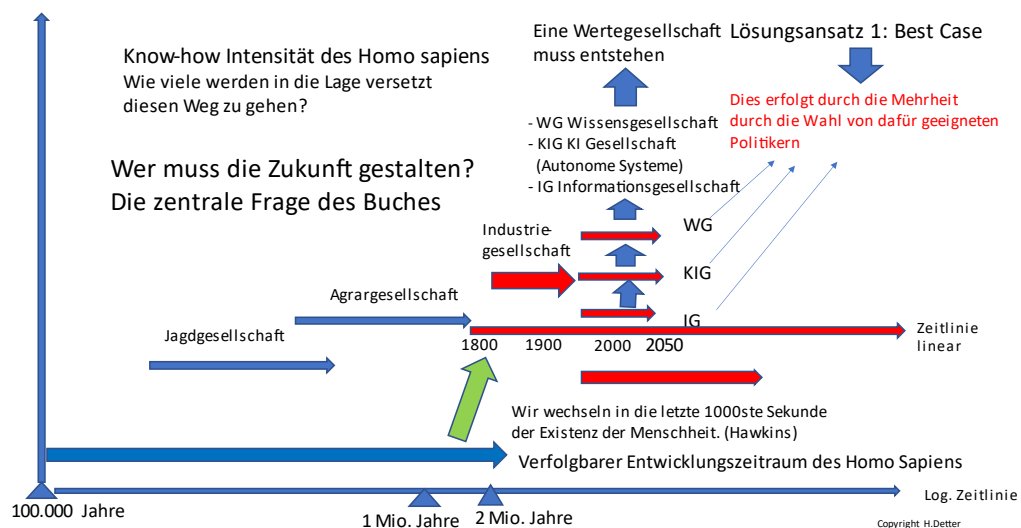 Eine Wertegesellschaft
muss entstehen
Lösungsansatz 1: Best Case
Know-how Intensität des Homo sapiens
Wie viele werden in die Lage versetzt
diesen Weg zu gehen?
Dies erfolgt durch die Mehrheit
durch die Wahl von dafür geeigneten
Politikern
- WG Wissensgesellschaft
- KIG KI Gesellschaft
(Autonome Systeme)
- IG Informationsgesellschaft
Wer muss die Zukunft gestalten?
Die zentrale Frage des Buches
Industrie-
gesellschaft
WG
KIG
IG
Agrargesellschaft
Jagdgesellschaft
1800
1900
2000
2050
Zeitlinie
linear
Wir wechseln in die letzte 1000ste Sekunde
der Existenz der Menschheit. (Hawkins)
Verfolgbarer Entwicklungszeitraum des Homo Sapiens
100.000 Jahre
1 Mio. Jahre
2 Mio. Jahre
Log. Zeitlinie
Copyright H.Detter